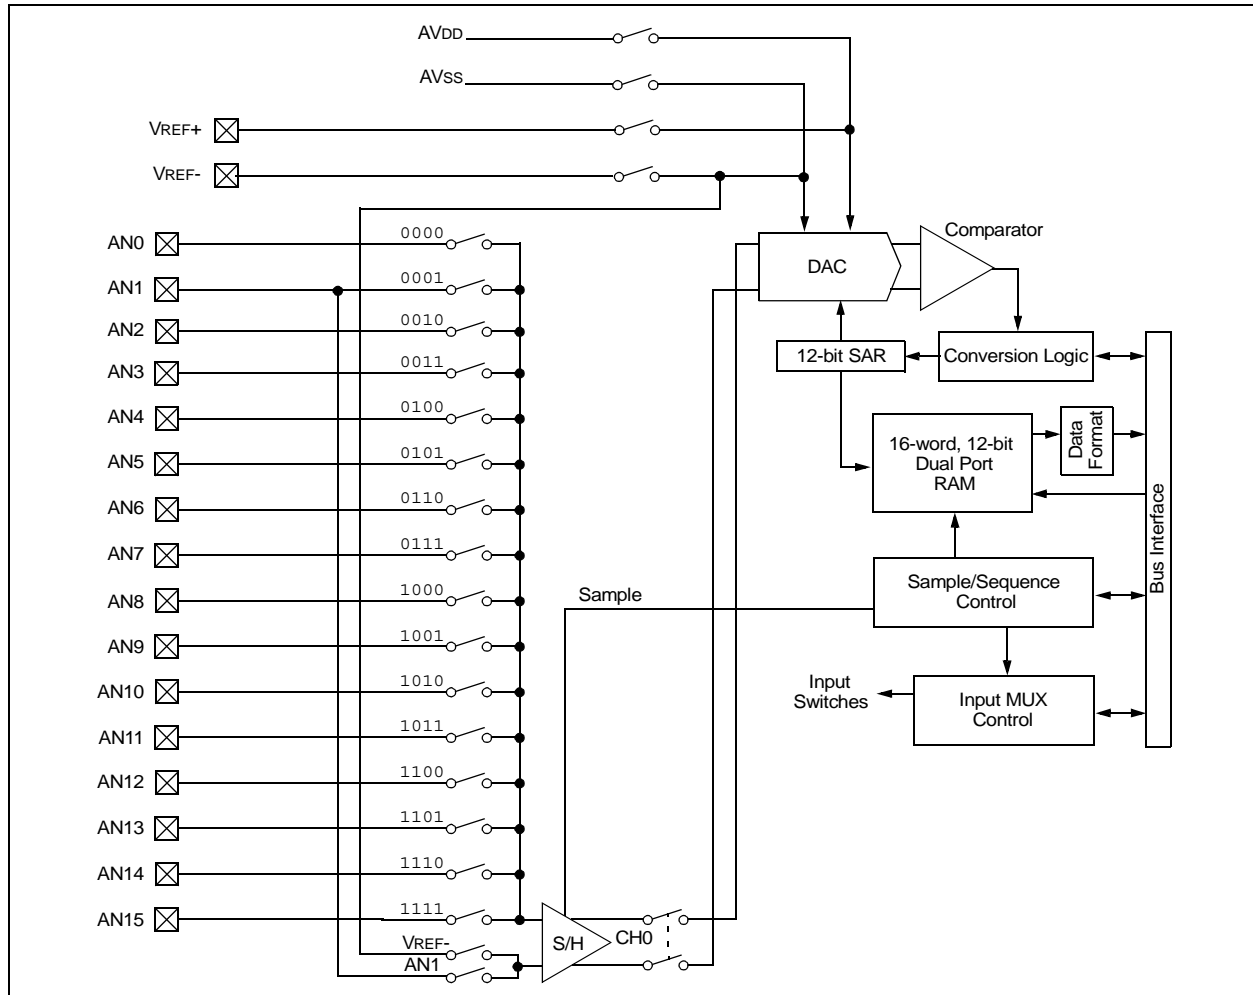 AVDD
AVSS
VREF+
VREF-
AN0
0000
AN1
0001
AN2
0010
AN3
0011
AN4
0100
AN5
0101
AN6
0110
AN7
0111
AN8
1000
AN9
1001
AN10
1010
AN11
1011
AN12
1100
AN13
1101
AN14
1110
AN15
1111
VREF-
AN1
S/H
CH0
Sample
DAC
Comparator
12-bit SAR
Conversion Logic
16-word, 12-bit
Dual Port
RAM
Data
Format
Bus Interface
Sample/Sequence
Control
Input
Switches
Input MUX
Control